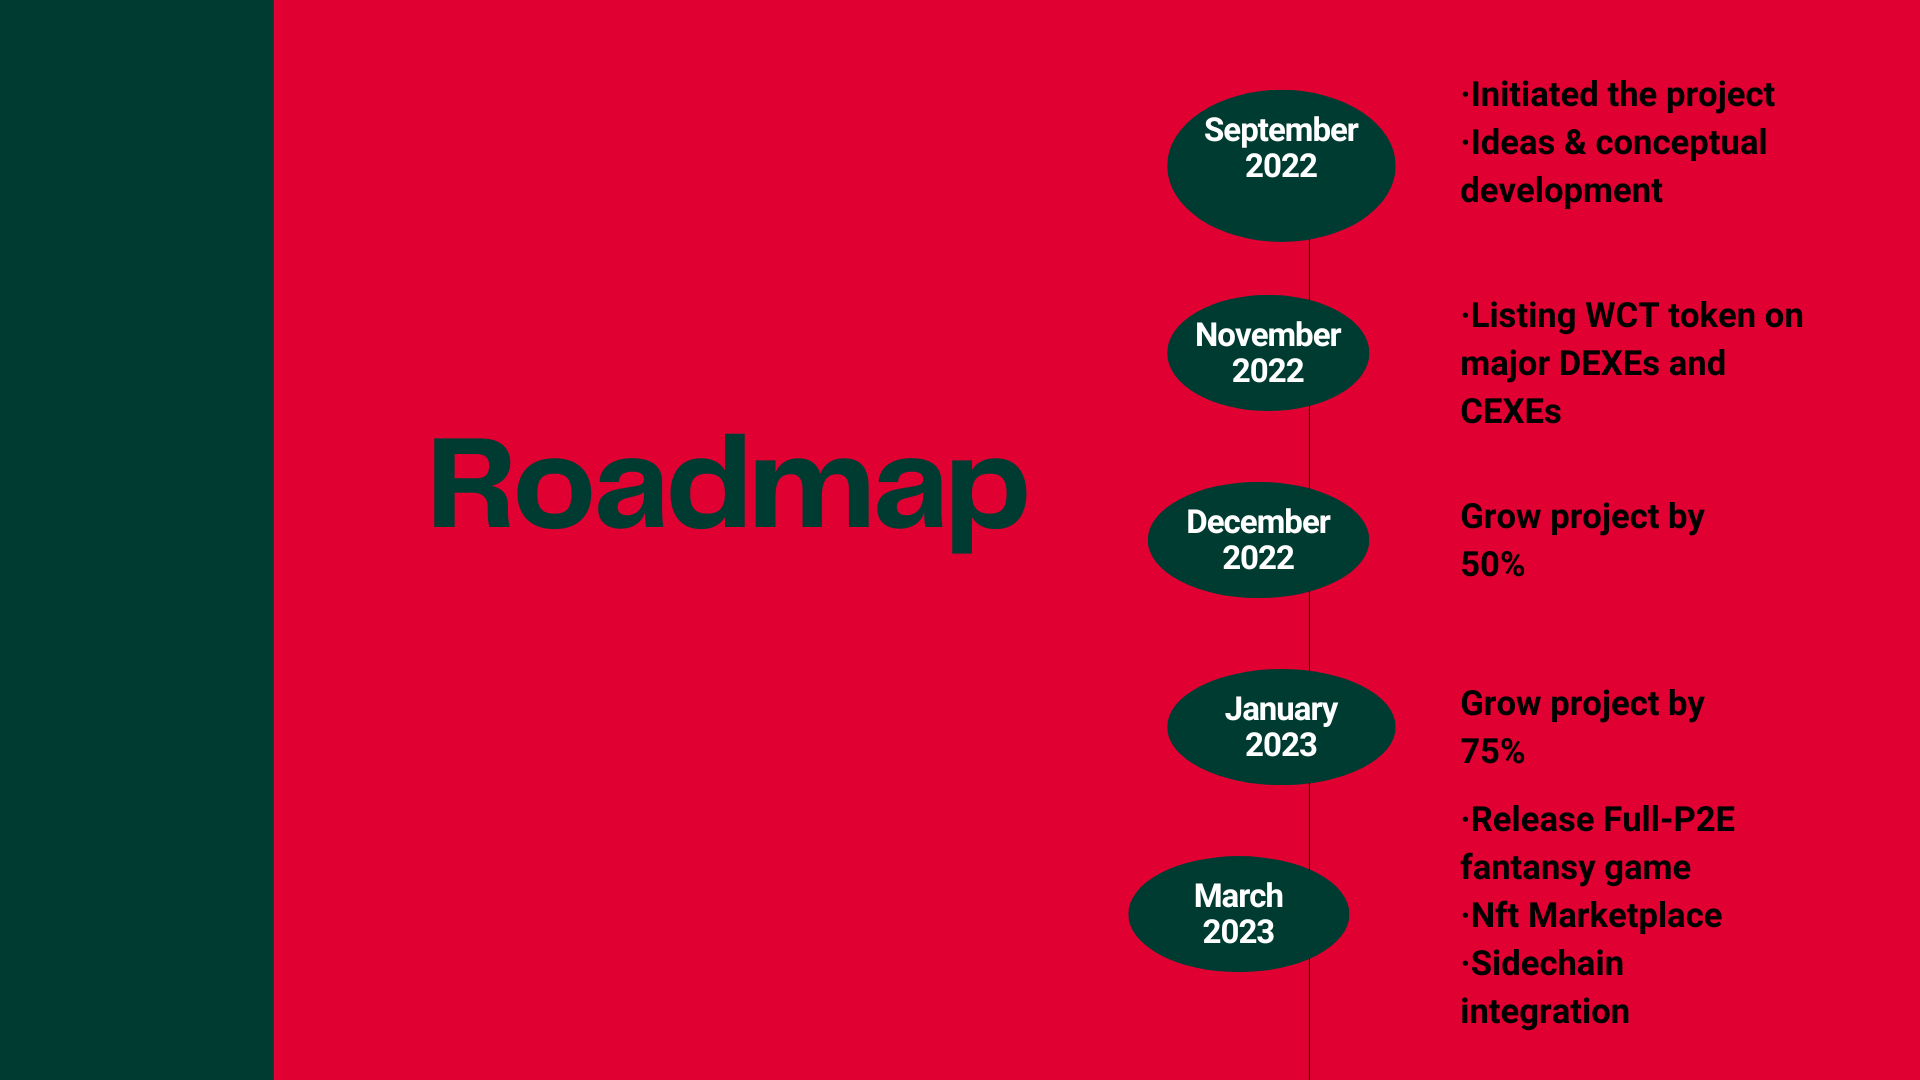 Roadmap
September
2022
·Initiated the project
·Ideas & conceptual
development
November
2022
·Listing WCT token on
major DEXEs and
CEXEs
December
2022
Grow project by
50%
January
2023
Grow project by
75%
March
2023
·Release Full-P2E
fantansy game
·Nft Marketplace
·Sidechain
integration